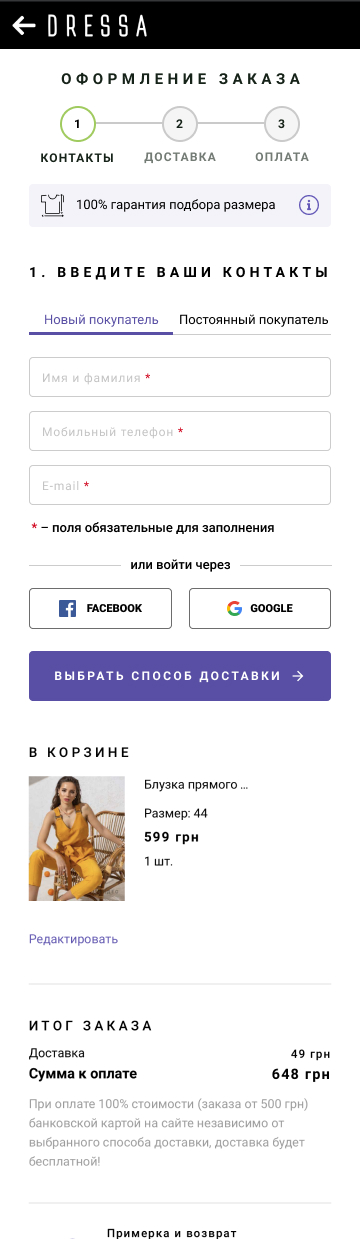 DRESSA
ОФОРМЛЕНИЕ ЗАКАЗА
1 2 3
КОНТАКТЫ ДОСТАВКА ОПЛАТА
100% гарантия подбора размера
1. ВВЕДИТЕ ВАШИ КОНТАКТЫ
Новый покупатель Постоянный покупатель
Имя и фамилия *
Мобильный телефон *
E-mail *
* – поля обязательные для заполнения
или войти через
FACEBOOK GOOGLE
ВЫБРАТЬ СПОСОБ ДОСТАВКИ →
В КОРЗИНЕ
Блузка прямого ...
Размер: 44
599 грн
1 шт.
Редактировать
ИТОГ ЗАКАЗА
Доставка 49 грн
Сумма к оплате 648 грн
При оплате 100% стоимости (заказа от 500 грн)
банковской картой на сайте независимо от
выбранного способа доставки, доставка будет
бесплатной!
Примерка и возврат